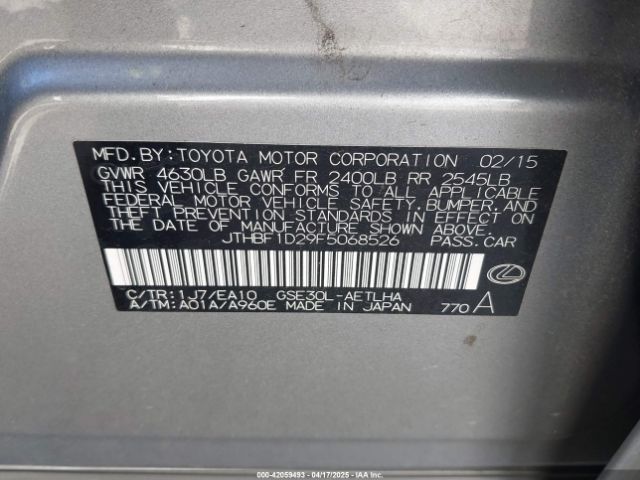 MFD. BY: TOYOTA MOTOR CORPORATION 02/15
GVWR 4630LB GAWR FR 2400LB RR 2545LB
THIS VEHICLE CONFORMS TO ALL APPLICABLE
FEDERAL MOTOR VEHICLE SAFETY, BUMPER, AND
THEFT PREVENTION STANDARDS IN EFFECT ON
THE DATE OF MANUFACTURE SHOWN ABOVE.
JTHBF1D29F5068526 PASS. CAR
C/TR: 1J7/EA10 GSE30L-AETLHA
A/TM: A01A/A960E MADE IN JAPAN 770 A
000-42059493 - 04/17/2025 - IAA Inc.